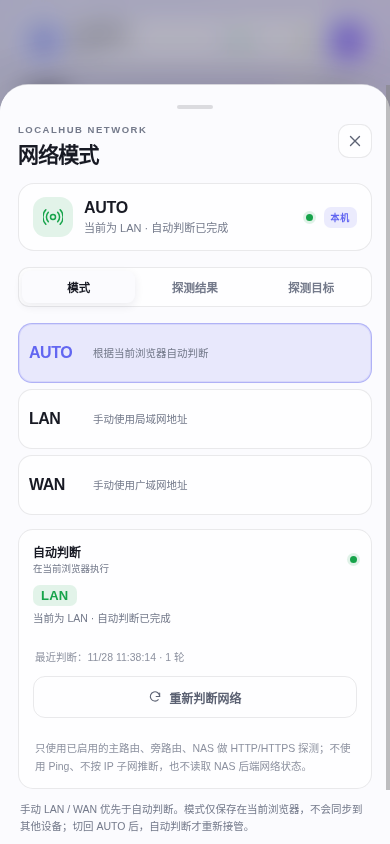 LOCALHUB NETWORK
网络模式
AUTO
当前为 LAN · 自动判断已完成
本机
模式
探测结果
探测目标
AUTO
根据当前浏览器自动判断
LAN
手动使用局域网地址
WAN
手动使用广域网地址
自动判断
在当前浏览器执行
LAN
当前为 LAN · 自动判断已完成
最近判断：11/28 11:38:14 · 1 轮
重新判断网络
只使用已启用的主路由、旁路由、NAS 做 HTTP/HTTPS 探测；不使
用 Ping、不按 IP 子网推断，也不读取 NAS 后端网络状态。
手动 LAN / WAN 优先于自动判断。模式仅保存在当前浏览器，不会同步到
其他设备；切回 AUTO 后，自动判断才重新接管。